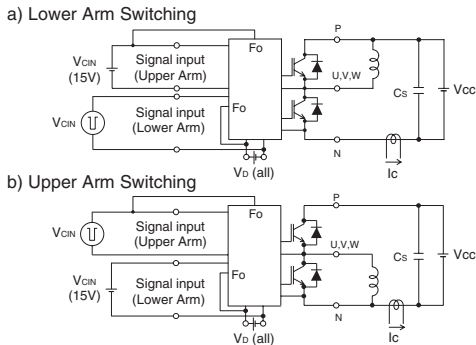 a) Lower Arm Switching
Fo
P
VCIN
(15V)
Signal input
(Upper Arm)
U,V,W
CS
Vcc
VCIN
Signal input
(Lower Arm)
Fo
VD (all)
N
Ic
b) Upper Arm Switching
Fo
P
VCIN
Signal input
(Upper Arm)
U,V,W
CS
Vcc
VCIN
(15V)
Signal input
(Lower Arm)
Fo
VD (all)
N
Ic